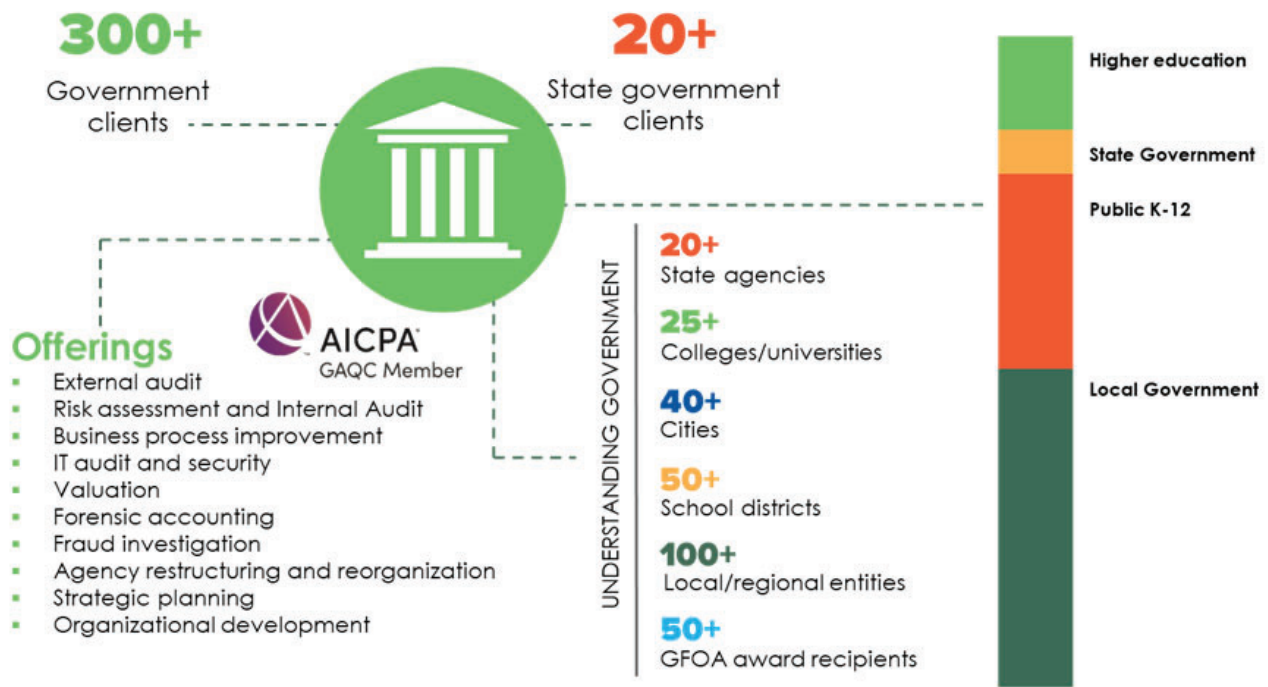 300+
Government
clients
20+
State government
clients
Offerings
▪ External audit
▪ Risk assessment and Internal Audit
▪ Business process improvement
▪ IT audit and security
▪ Valuation
▪ Forensic accounting
▪ Fraud investigation
▪ Agency restructuring and reorganization
▪ Strategic planning
▪ Organizational development
AICPA
GAQC Member
UNDERSTANDING GOVERNMENT
20+
State agencies
25+
Colleges/universities
40+
Cities
50+
School districts
100+
Local/regional entities
50+
GFOA award recipients
Higher education
State Government
Public K-12
Local Government